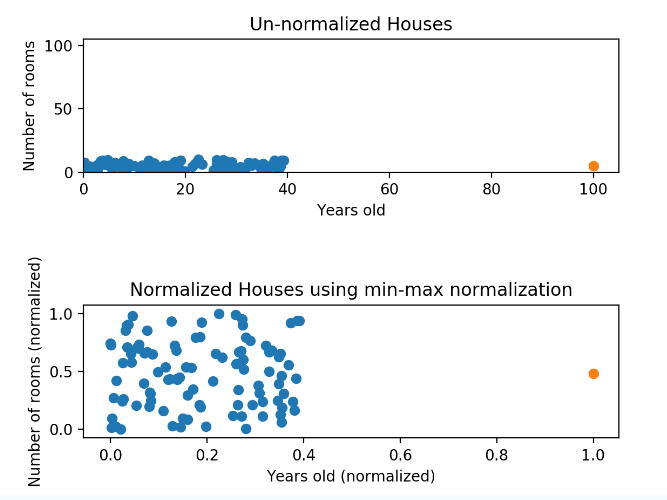 Un-normalized Houses
Number of rooms
100
50
0
0 20 40 60 80 100
Years old
Normalized Houses using min-max normalization
Number of rooms (normalized)
1.0
0.5
0.0
0.0 0.2 0.4 0.6 0.8 1.0
Years old (normalized)